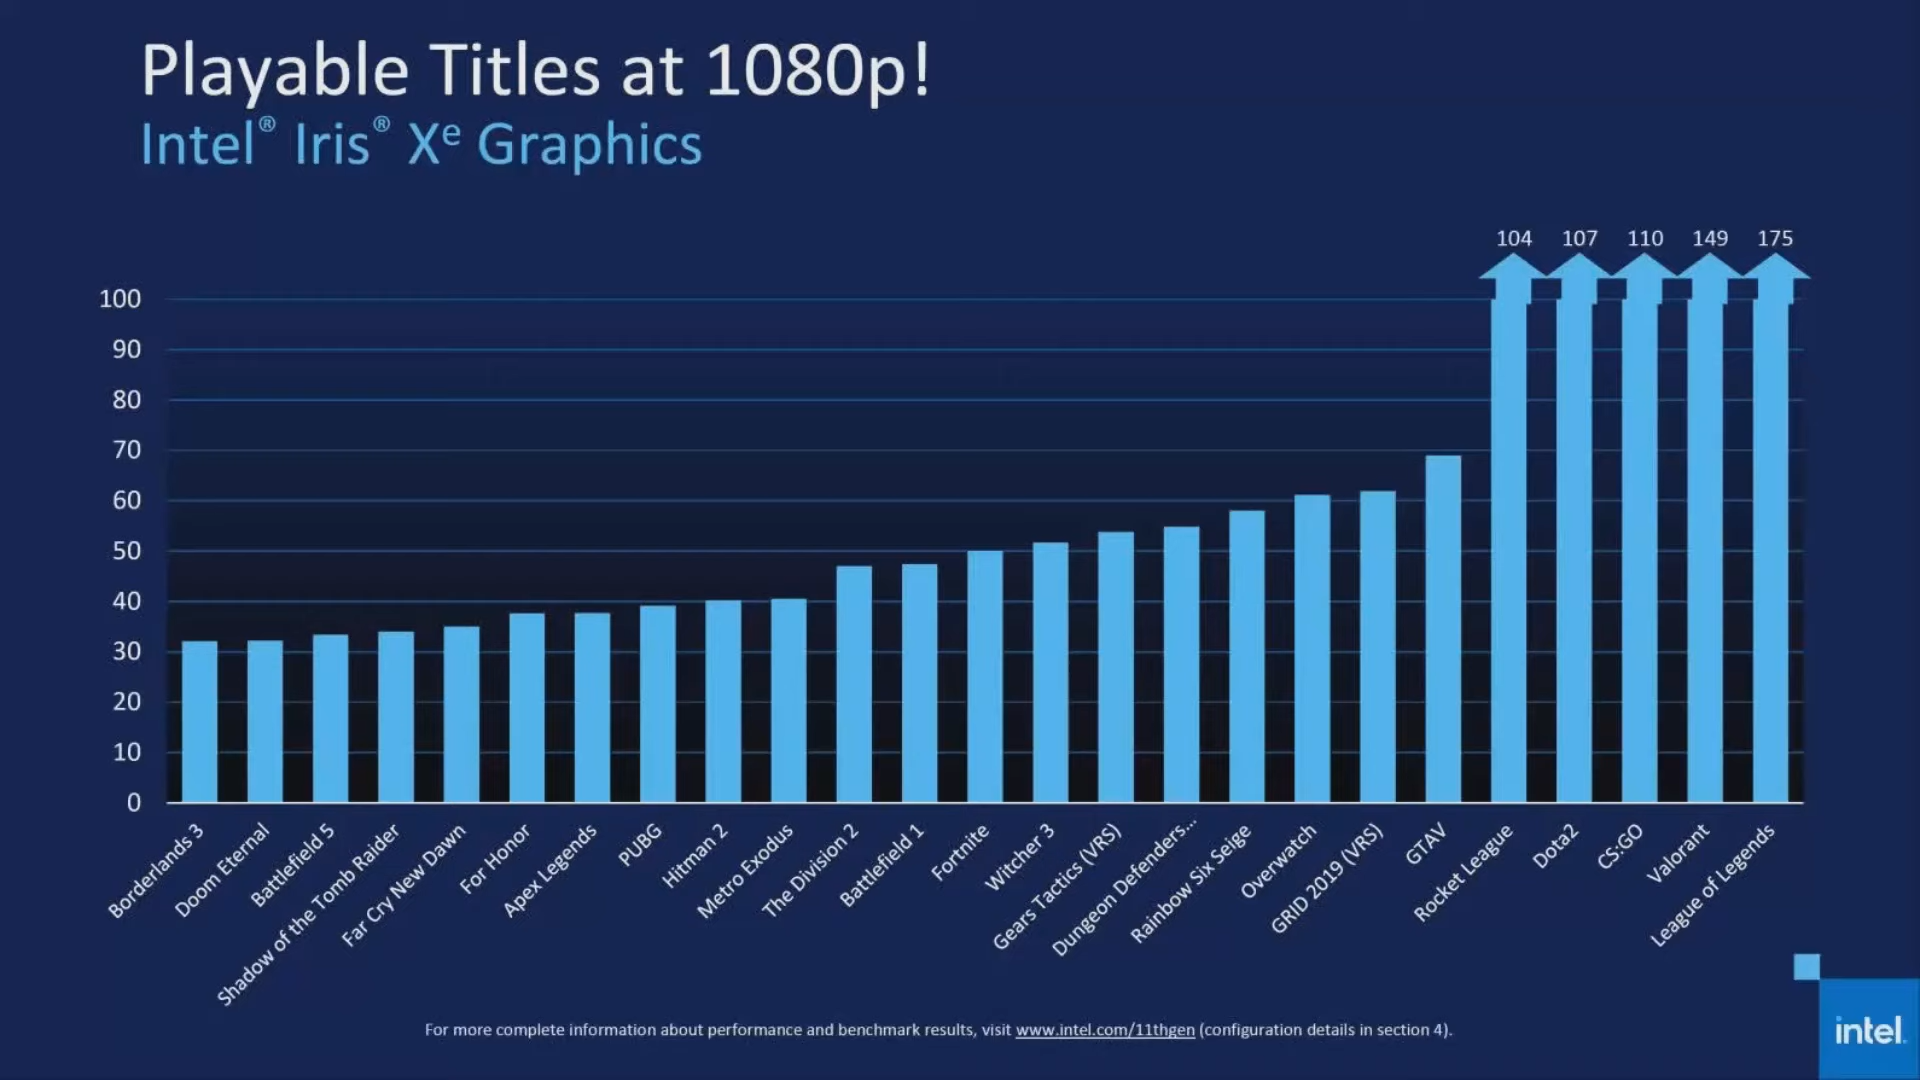 Playable Titles at 1080p!
Intel® Iris® Xe Graphics
104 107 110 149 175
100
90
80
70
60
50
40
30
20
10
0
Borderlands 3
Doom Eternal
Battlefield 5
Shadow of the Tomb Raider
Far Cry New Dawn
For Honor
Apex Legends
PUBG
Hitman 2
Metro Exodus
The Division 2
Battlefield 1
Fortnite
Witcher 3
Gears Tactics (VRS)
Dungeon Defenders...
Rainbow Six Seige
Overwatch
GRID 2019 (VRS)
GTAV
Rocket League
Dota2
CS:GO
Valorant
League of Legends
For more complete information about performance and benchmark results, visit www.intel.com/11thgen (configuration details in section 4).
intel.